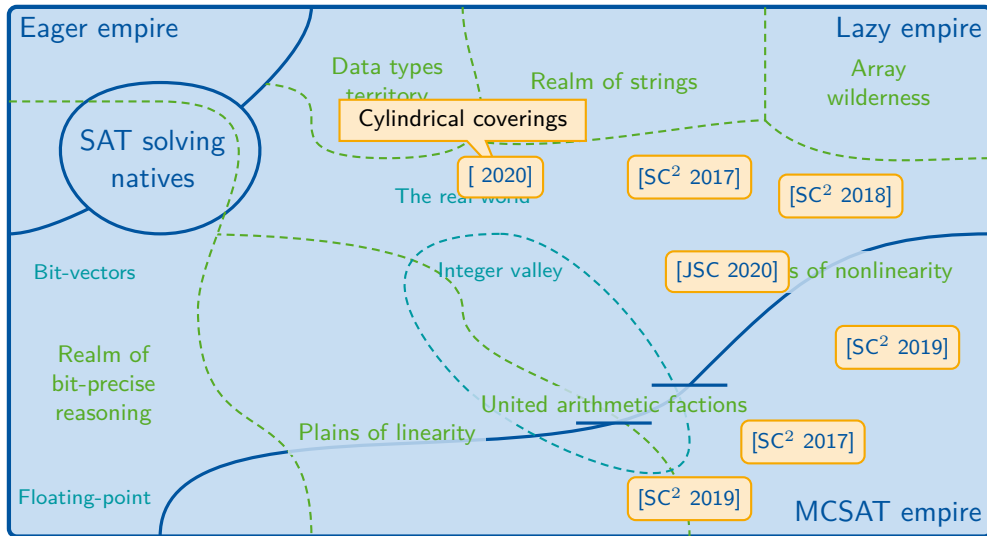 Eager empire
Lazy empire
Data types
territory
Realm of strings
Array
wilderness
Cylindrical coverings
SAT solving
natives
[ 2020]
[SC² 2017]
[SC² 2018]
The real world
Bit-vectors
Integer valley
[JSC 2020]
s of nonlinearity
[SC² 2019]
Realm of
bit-precise
reasoning
United arithmetic factions
Plains of linearity
[SC² 2017]
Floating-point
[SC² 2019]
MCSAT empire